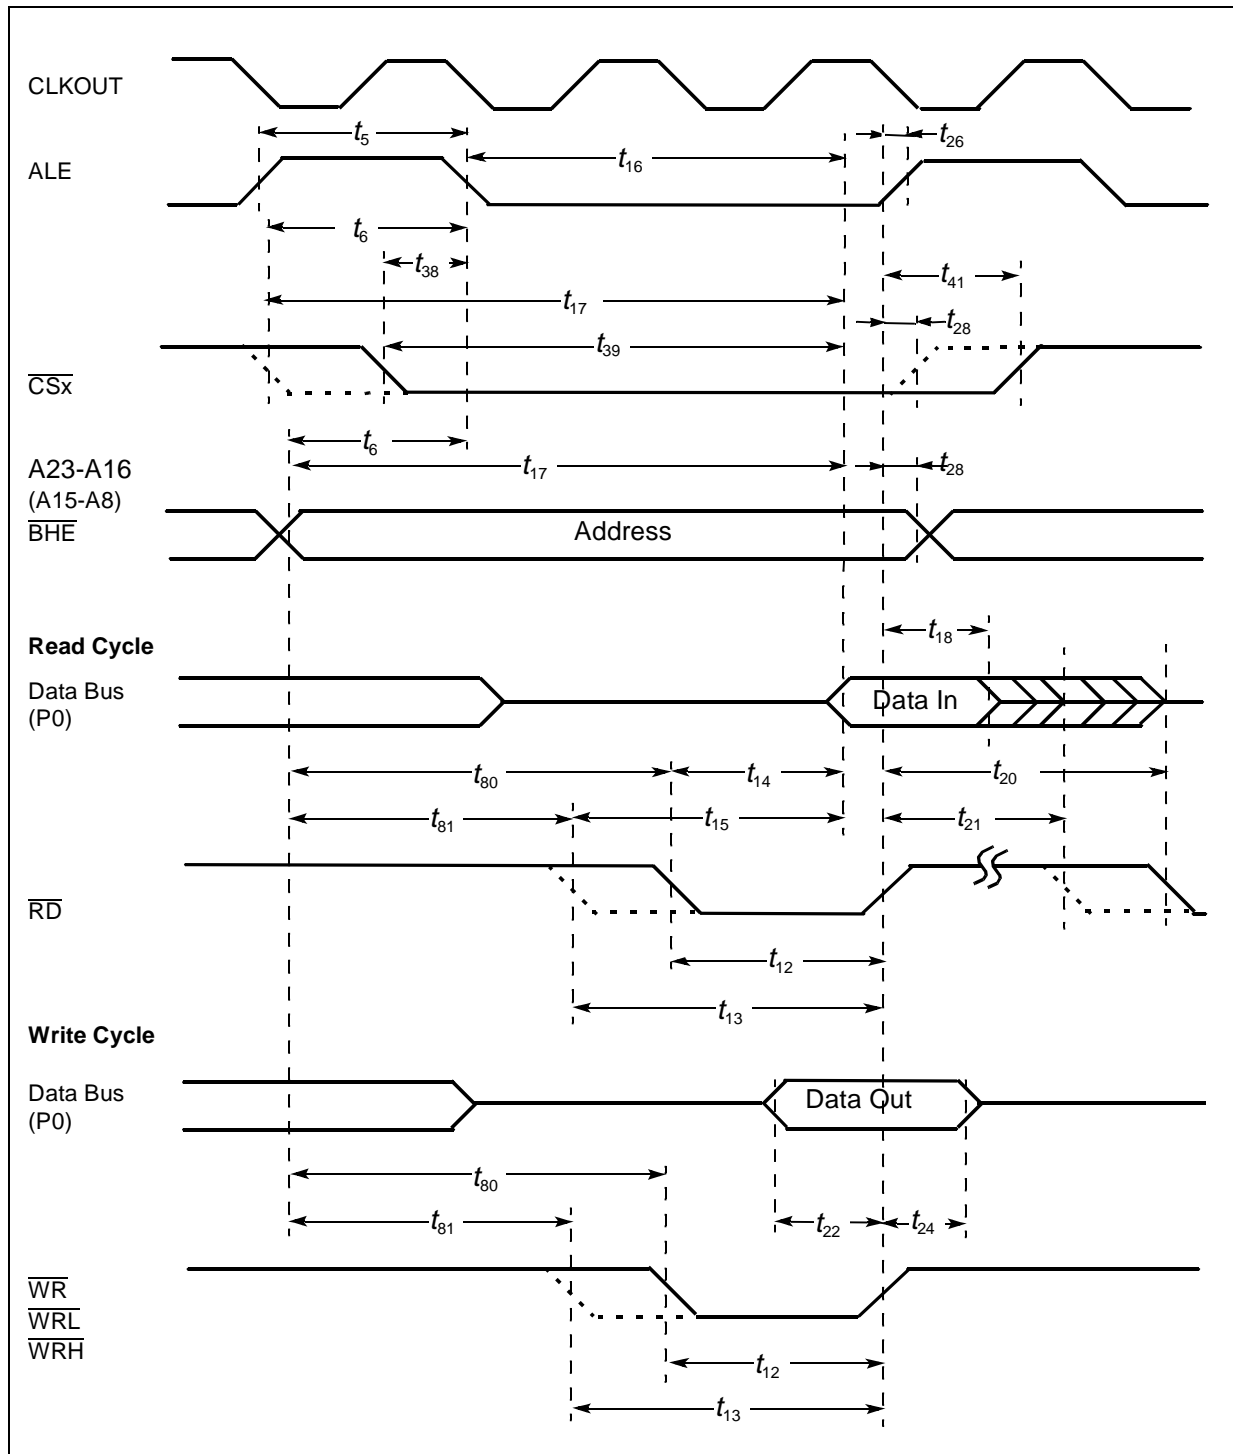 CLKOUT
t5
t26
ALE
t16
t6
t38
t41
t17
t28
t39
CSx
t6
t17
t28
A23-A16
(A15-A8)
BHE
Address
t18
Read Cycle
Data Bus
(P0)
Data In
t80
t14
t20
t81
t15
t21
RD
t12
t13
Write Cycle
Data Bus
(P0)
Data Out
t80
t81
t22
t24
WR
WRL
WRH
t12
t13